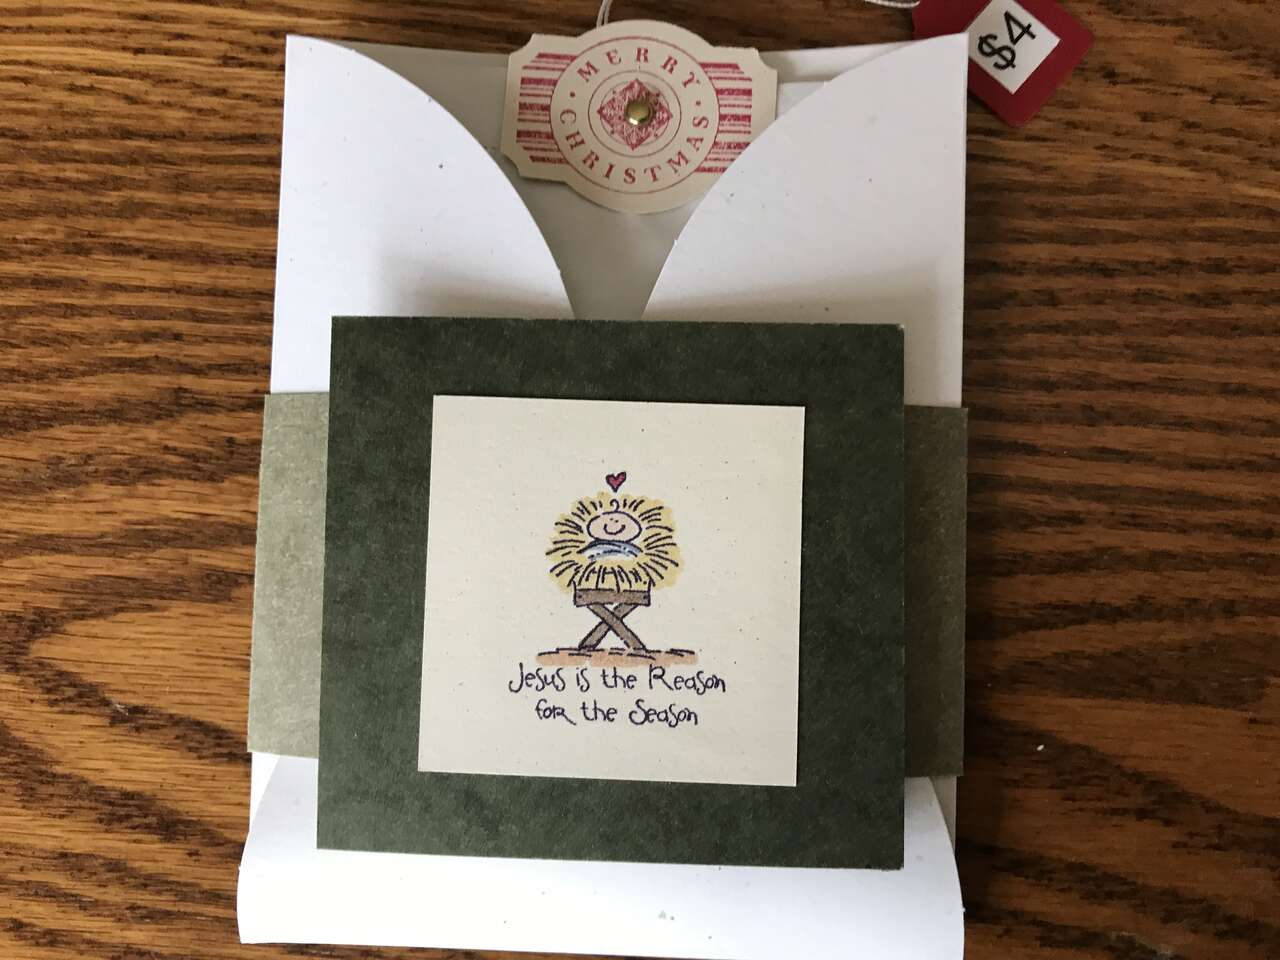 MERRY
CHRISTMAS
$4
Jesus is the Reason
for the Season